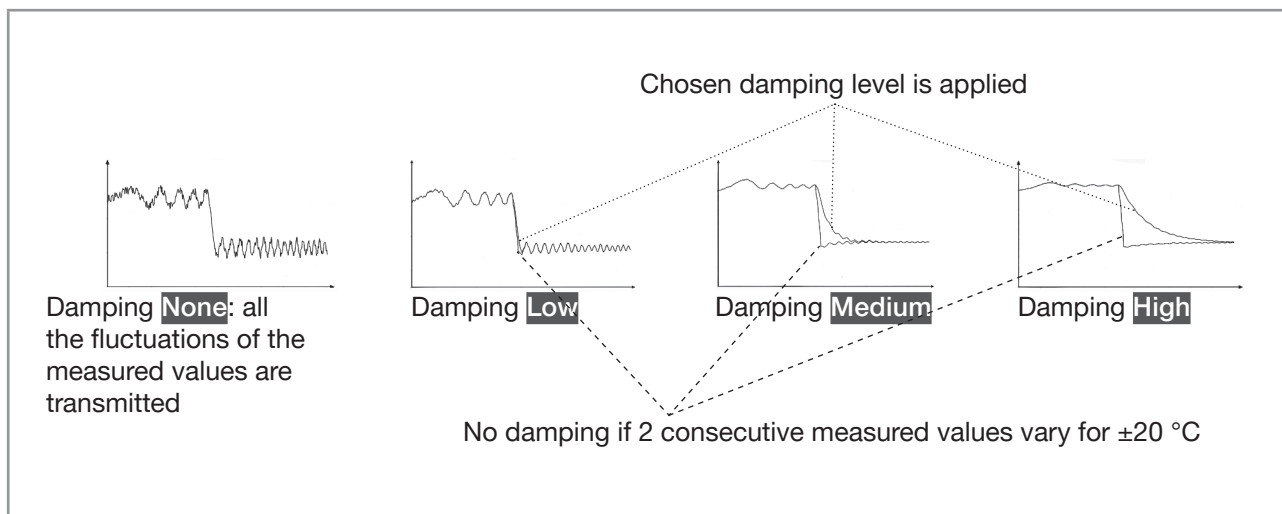 Chosen damping level is applied
Damping None: all
the fluctuations of the
measured values are
transmitted
Damping Low
Damping Medium
Damping High
No damping if 2 consecutive measured values vary for ±20 °C